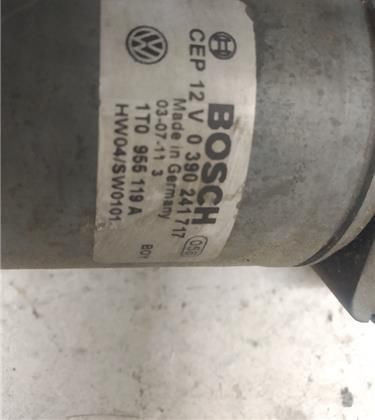 BOSCH
CEP 12 V 0 390 241 717
Made in Germany
03-07-11 3
1T0 955 119 A
HW04/SW0101
BOY